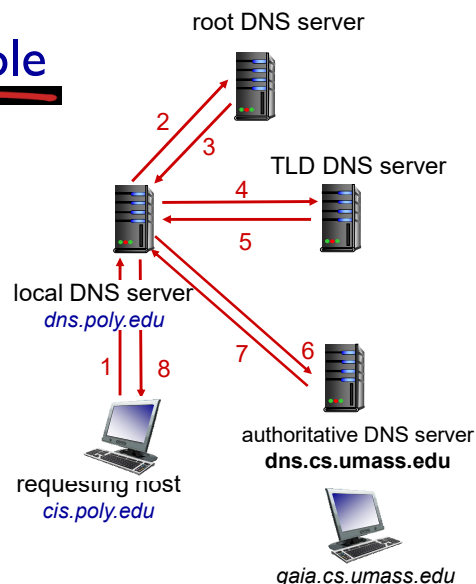 root DNS server
2
3
TLD DNS server
4
5
local DNS server
dns.poly.edu
6
7
1
8
authoritative DNS server
dns.cs.umass.edu
requesting host
cis.poly.edu
gaia.cs.umass.edu